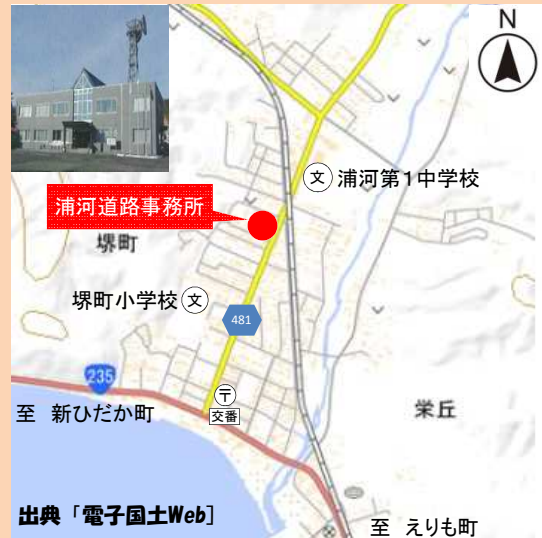 N
浦河第1中学校
浦河道路事務所
堺町
堺町小学校
481
235
至 新ひだか町
交番
栄丘
出典「電子国土Web]
至 えりも町
文
文
〒